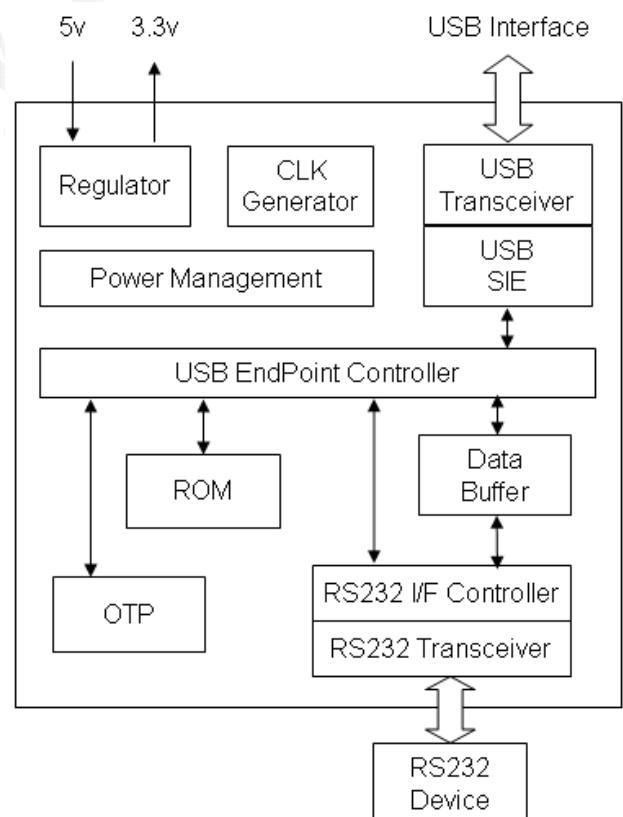 5v 3.3v USB Interface
Regulator
CLK
Generator
USB
Transceiver
USB
SIE
Power Management
USB EndPoint Controller
ROM
Data
Buffer
OTP
RS232 I/F Controller
RS232 Transceiver
RS232
Device